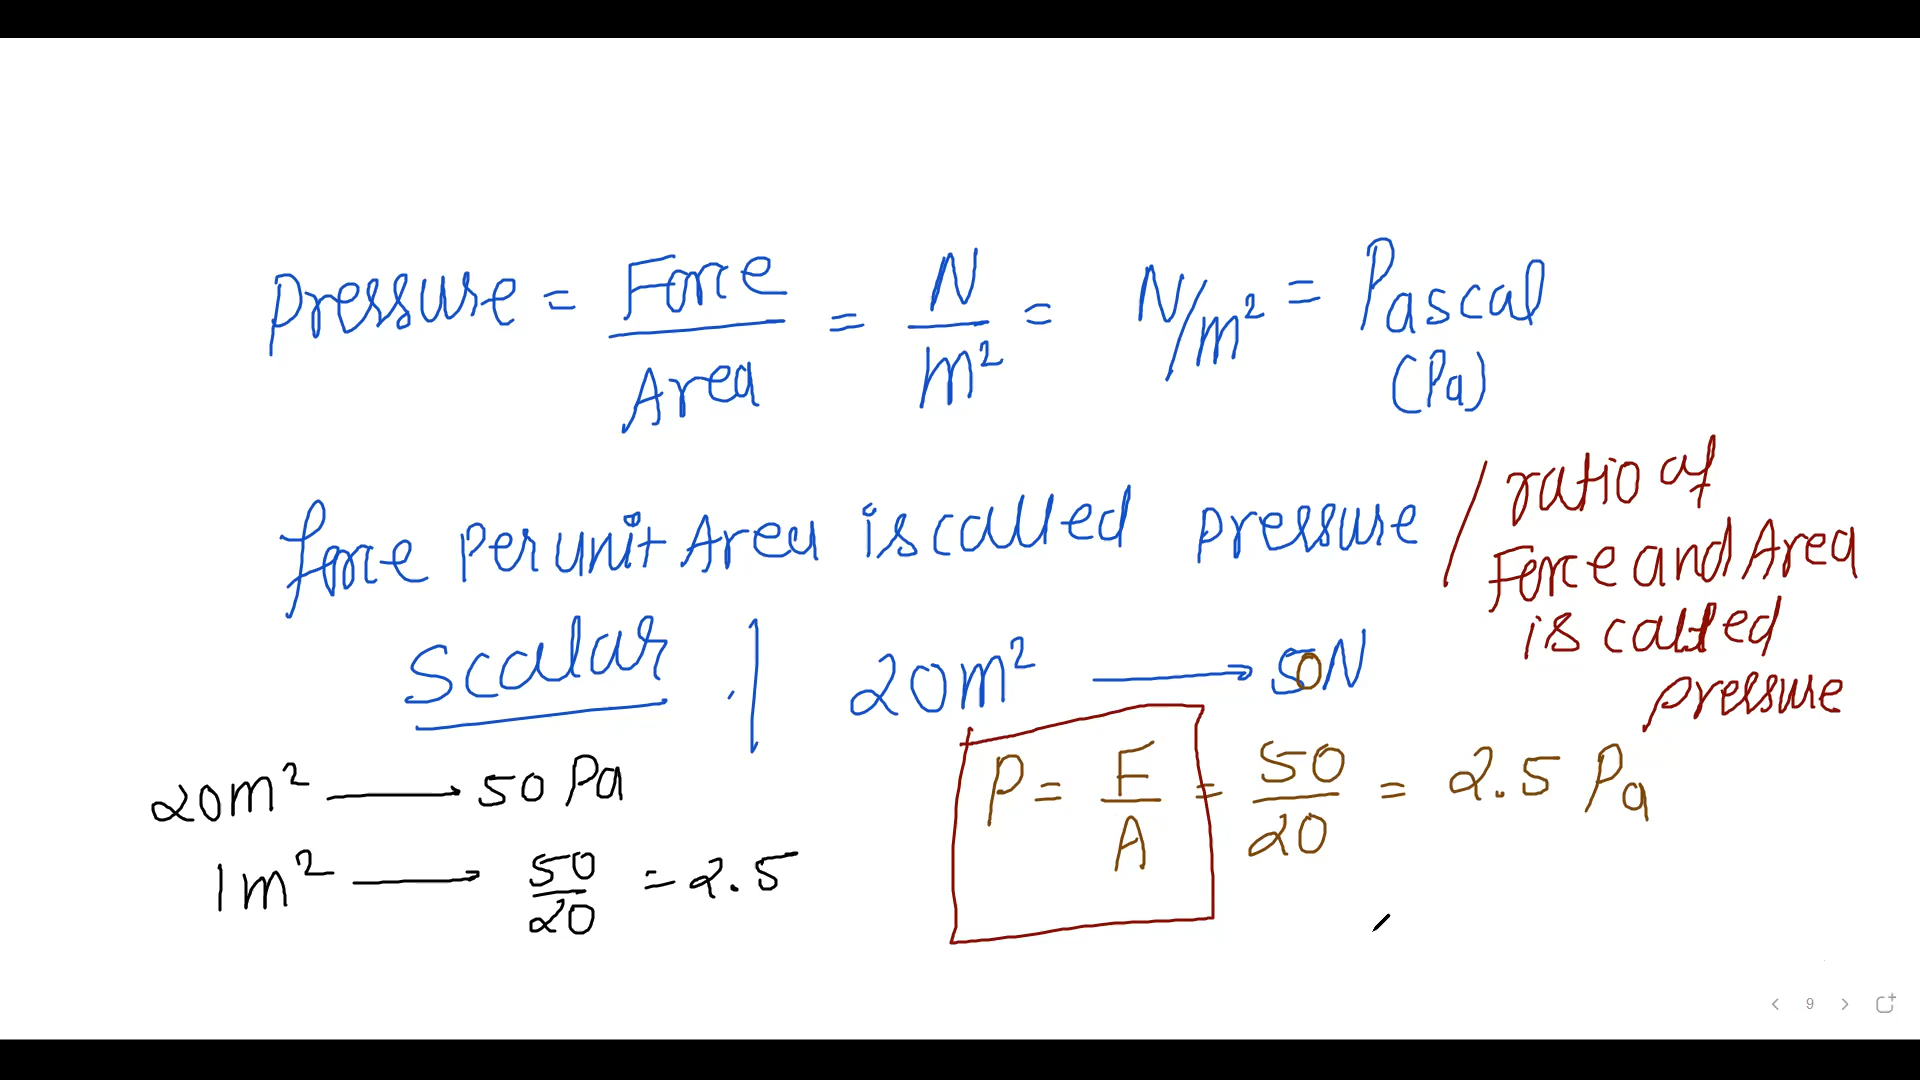 Pressure = Force / Area = N / m² = N/m² = Pascal
(Pa)
force Per unit Area is called pressure / ratio of
Force and Area
is called
pressure
Scalar . | 20m² → 50N
P = F / A = 50 / 20 = 2.5 Pa
20m² → 50 Pa
1m² → 50 / 20 = 2.5
< 9 >